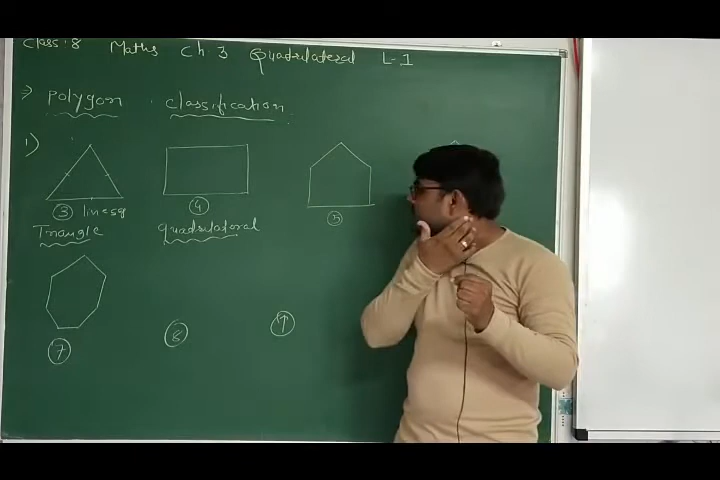 Class:8 Maths Ch. 3 Quadrilateral L-1
⇒ Polygon Classification
1)
③ lines ④ ⑤
Triangle quadrilateral
⑦ ⑧